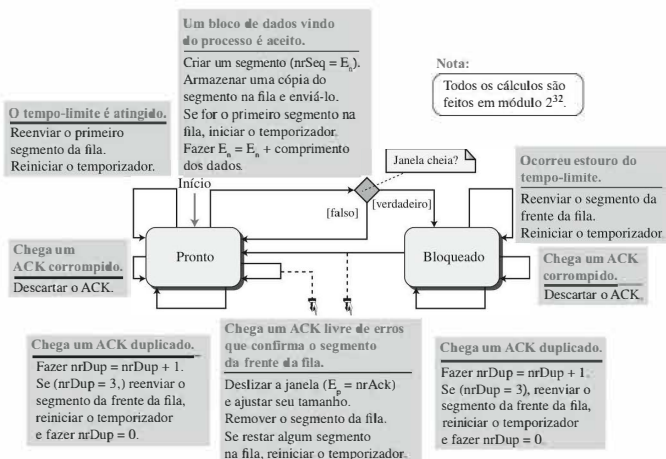 Um bloco de dados vindo
do processo é aceito.
Criar um segmento (nrSeq = Eₙ).
Armazenar uma cópia do
segmento na fila e enviá-lo.
Se for o primeiro segmento na
fila, iniciar o temporizador.
Fazer Eₙ = Eₙ + comprimento
dos dados.
Nota:
Todos os cálculos são
feitos em módulo 2³².
O tempo-limite é atingido.
Reenviar o primeiro
segmento da fila.
Reiniciar o temporizador.
Janela cheia?
Ocorreu estouro do
tempo-limite.
Reenviar o segmento da
frente da fila.
Reiniciar o temporizador.
Início
[falso]
[verdadeiro]
Chega um
ACK corrompido.
Descartar o ACK.
Pronto
Bloqueado
Chega um ACK
corrompido.
Descartar o ACK.
Chega um ACK duplicado.
Fazer nrDup = nrDup + 1.
Se (nrDup = 3,) reenviar o
segmento da frente da fila,
reiniciar o temporizador
e fazer nrDup = 0.
Chega um ACK livre de erros
que confirma o segmento
da frente da fila.
Deslizar a janela (Eₚ = nrAck)
e ajustar seu tamanho.
Remover o segmento da fila.
Se restar algum segmento
na fila, reiniciar o temporizador.
Chega um ACK duplicado.
Fazer nrDup = nrDup + 1.
Se (nrDup = 3), reenviar o
segmento da frente da fila,
reiniciar o temporizador
e fazer nrDup = 0.